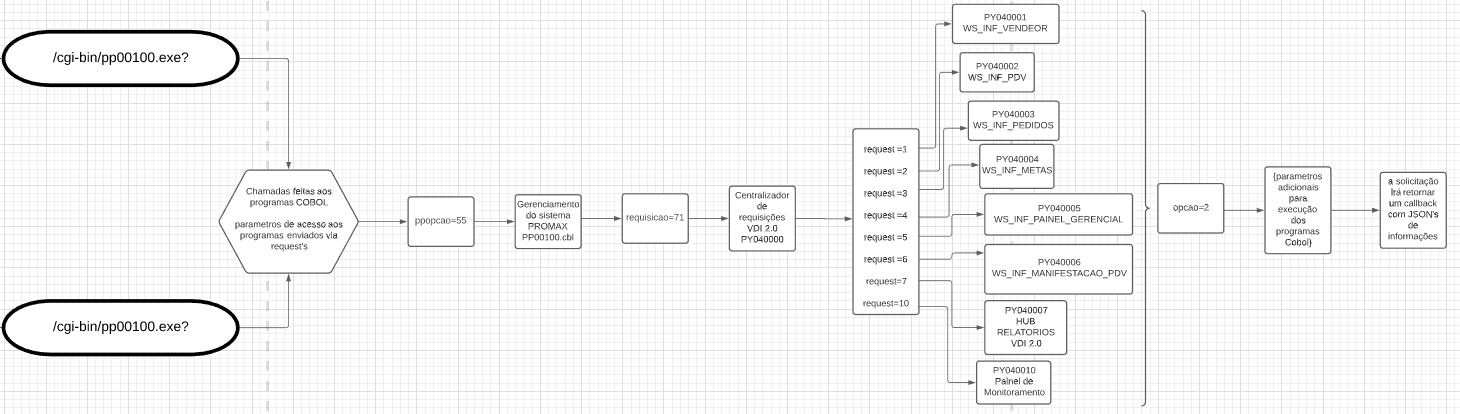 /cgi-bin/pp00100.exe?
/cgi-bin/pp00100.exe?
Chamadas feitas aos
programas COBOL
parametros de acesso aos
programas enviados via
request's
ppopcao=55
Gerenciamento
do sistema
PROMAX
PP00100.cbl
requisicao=71
Centralizador
de
requisições
VDI 2.0
PY040000
request =1
request =2
request =3
request =4
request =5
request =6
request=7
request=10
PY040001
WS_INF_VENDEOR
PY040002
WS_INF_PDV
PY040003
WS_INF_PEDIDOS
PY040004
WS_INF_METAS
PY040005
WS_INF_PAINEL_GERENCIAL
PY040006
WS_INF_MANIFESTACAO_PDV
PY040007
HUB
RELATORIOS
VDI 2.0
PY040010
Painel de
Monitoramento
opcao=2
{parametros
adicionais
para
execução
dos
programas
Cobol}
a solicitação
irá retornar
um callback
com JSON's
de
informações